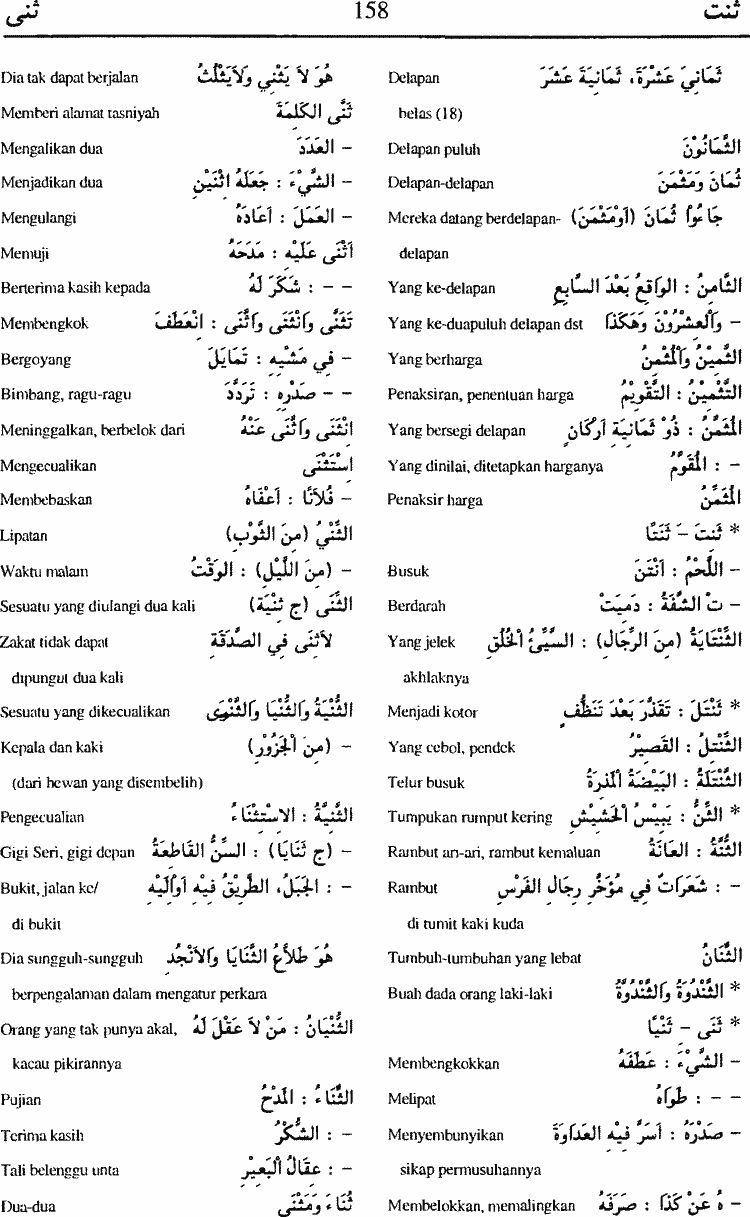 ثنت 158 ثنى
ثَمَانِيَ عَشْرَةَ، ثَمَانِيَةَ عَشَرَ Delapan
belas (18)
الثَّمَانُوْنَ Delapan puluh
ثُمَانَ وَمَثْمَنَ Delapan-delapan
جَاءُوْا ثُمَانَ (اَوْمَثْمَنَ) Mereka datang berdelapan-
delapan
الثَّامِنُ : الوَاقِعُ بَعْدَ السَّابِعِ Yang ke-delapan
– وَالْعِشْرُوْنَ وَهَكَذَا Yang ke-duapuluh delapan dst
الثَّمِيْنُ وَالْمُثْمِنُ Yang berharga
التَّثْمِيْنُ : التَّقْوِيْمُ Penaksiran, penentuan harga
المُثَمَّنُ : ذُوْ ثَمَانِيَةِ اَرْكَانٍ Yang bersegi delapan
– : المُقَوَّمُ Yang dinilai, ditetapkan harganya
المُثَمِّنُ Penaksir harga
* ثَنِتَ – ثَنَتًا
– اللَّحْمُ : اَنْتَنَ Busuk
– تْ الشَّفَةُ : دَمِيَتْ Berdarah
الثِّنْتَايَةُ (مِنَ الرِّجَالِ) : السَّيِّئُ الْخُلُقِ Yang jelek
akhlaknya
* ثَنْتَلَ : تَقَذَّرَ بَعْدَ تَنَظُّفٍ Menjadi kotor
الثِّنْتِلُ : القَصِيْرُ Yang cebol, pendek
الثِّنْتِلَةُ : البَيْضَةُ الْمَذِرَةُ Telur busuk
* الثِّنُّ : يَبِيْسُ الْحَشِيْشِ Tumpukan rumput kering
الثُّنَّةُ : العَانَةُ Rambut ari-ari, rambut kemaluan
– : شَعَرَاتٌ فِي مُؤَخَّرِ رِجَالِ الفَرَسِ Rambut
di tumit kaki kuda
الثِّنَانُ Tumbuh-tumbuhan yang lebat
* الثُّنْدُوَةُ وَالثَّنْدُوَةُ Buah dada orang laki-laki
* ثَنَى – ثَنْيًا
– الشَّيْءَ : عَطَفَهُ Membengkokkan
– – : طَوَاهُ Melipat
– صَدْرَهُ : اَسَرَّ فِيْهِ العَدَاوَةَ Menyembunyikan
sikap permusuhannya
– هُ عَنْ كَذَا : صَرَفَهُ Membelokkan, memalingkan
هُوَ لاَ يَثْنِي وَلاَيَثْلِثُ Dia tak dapat berjalan
ثَنَّى الْكَلِمَةَ Memberi alamat tasniyah
– العَدَدَ Mengalikan dua
– الشَّيْءَ : جَعَلَهُ اثْنَيْنِ Menjadikan dua
– العَمَلَ : اَعَادَهُ Mengulangi
اَثْنَى عَلَيْهِ : مَدَحَهُ Memuji
– – : شَكَرَ لَهُ Berterima kasih kepada
تَثَنَّى وَانْثَنَى وَاثَّنَى : انْعَطَفَ Membengkok
– فِي مَشْيِهِ : تَمَايَلَ Bergoyang
– – صَدْرُهِ : تَرَدَّدَ Bimbang, ragu-ragu
انْثَنَى وَاثَّنَى عَنْهُ Meninggalkan, berbelok dari
اسْتَثْنَى Mengecualikan
– فُلاَنًا : اَعْفَاهُ Membebaskan
الثِّنْيُ (مِنَ الثَّوْبِ) Lipatan
– (مِنَ اللَّيْلِ) : الوَقْتُ Waktu malam
الثِّنَى (ج ثِنْيَةٌ) Sesuatu yang diulangi dua kali
لاَثِنَى فِي الصَّدَقَةِ Zakat tidak dapat
dipungut dua kali
الثُّنْيَةُ وَالثُّنْيَا وَالثَّنْوَى Sesuatu yang dikecualikan
– (مِنَ الْجَزُوْرِ) Kepala dan kaki
(dari hewan yang disembelih)
الثَّنِيَّةُ : الاِسْتِثْنَاءُ Pengecualian
– (ج ثَنَايَا) : السِّنُّ القَاطِعَةُ Gigi Seri, gigi depan
– : الجَبَلُ، الطَّرِيْقُ فِيْهِ اَوْاِلَيْهِ Bukit, jalan ke/
di bukit
هُوَ طَلاَّعُ الثَّنَايَا وَالاَنْجُدِ Dia sungguh-sungguh
berpengalaman dalam mengatur perkara
الثُّنْيَانُ : مَنْ لاَ عَقْلَ لَهُ Orang yang tak punya akal,
kacau pikirannya
الثَّنَاءُ : المَدْحُ Pujian
– : الشُّكْرُ Terima kasih
– : عِقَالُ الْبَعِيْرِ Tali belenggu unta
ثُنَاءَ وَمَثْنَى Dua-dua